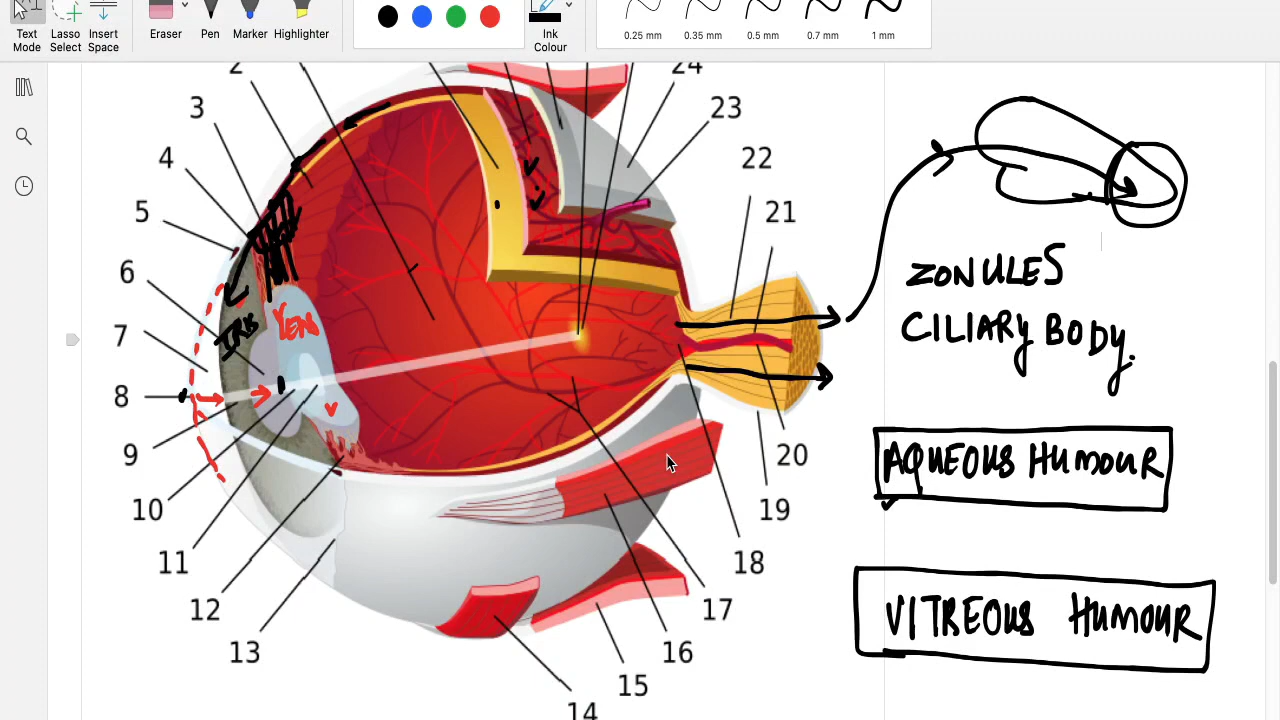 Text Mode
Lasso Select
Insert Space
Eraser
Pen
Marker
Highlighter
Ink Colour
0.25 mm
0.35 mm
0.5 mm
0.7 mm
1 mm
2
24
3
23
4
22
5
21
6
IRIS
LENS
7
8
9
20
10
19
11
18
12
17
13
16
15
14
ZONULES
CILIARY BODY.
AQUEOUS HUMOUR
VITREOUS HUMOUR